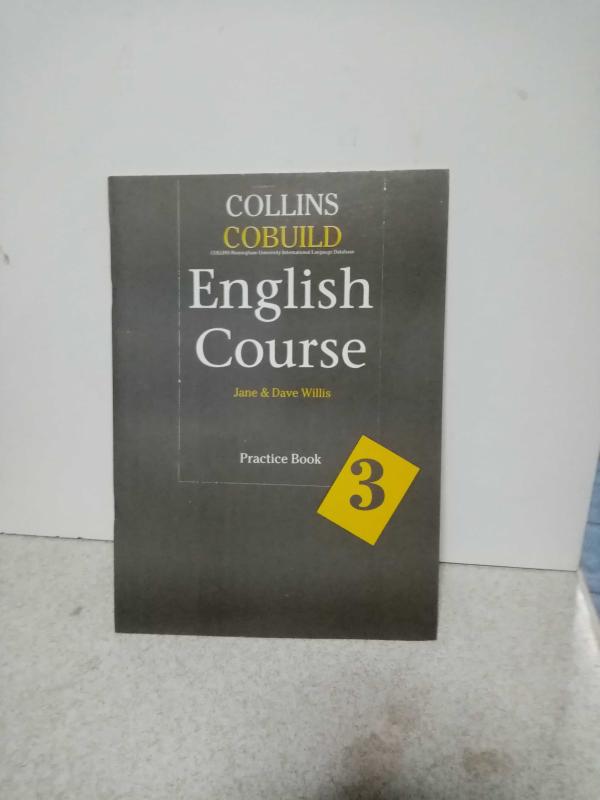 COLLINS
COBUILD
COLLINS Birmingham University International Language Database
English
Course
Jane & Dave Willis
Practice Book
3